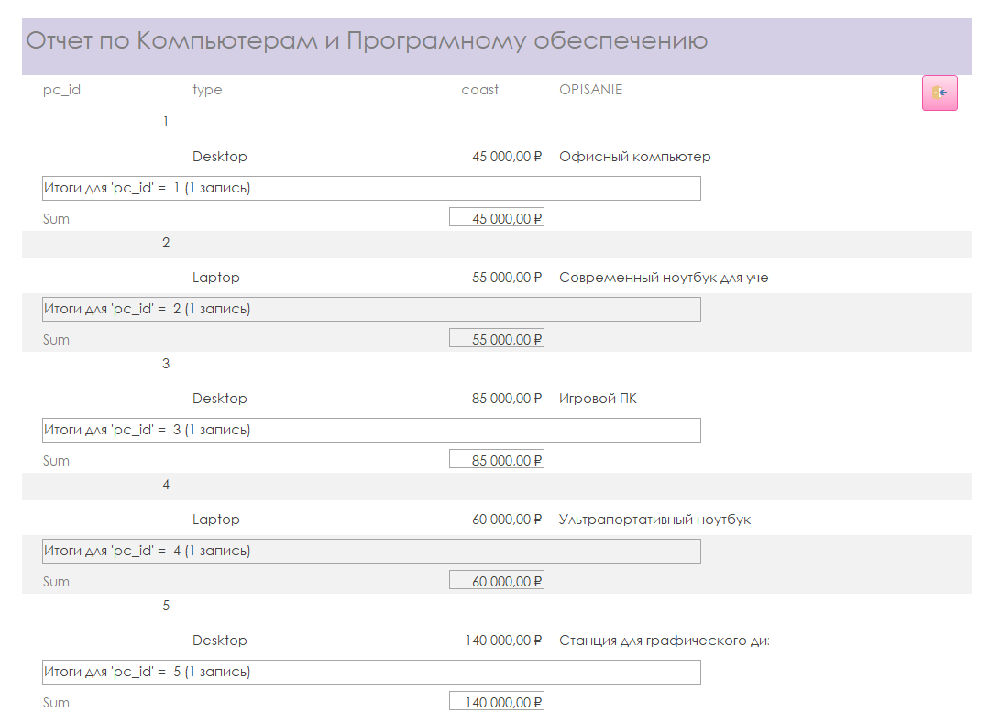 Отчет по Компьютерам и Програмному обеспечению
pc_id type coast OPISANIE
1
Desktop 45 000,00 ₽ Офисный компьютер
Итоги для 'pc_id' = 1 (1 запись)
Sum 45 000,00 ₽
2
Laptop 55 000,00 ₽ Современный ноутбук для уче
Итоги для 'pc_id' = 2 (1 запись)
Sum 55 000,00 ₽
3
Desktop 85 000,00 ₽ Игровой ПК
Итоги для 'pc_id' = 3 (1 запись)
Sum 85 000,00 ₽
4
Laptop 60 000,00 ₽ Ультрапортативный ноутбук
Итоги для 'pc_id' = 4 (1 запись)
Sum 60 000,00 ₽
5
Desktop 140 000,00 ₽ Станция для графического ди
Итоги для 'pc_id' = 5 (1 запись)
Sum 140 000,00 ₽